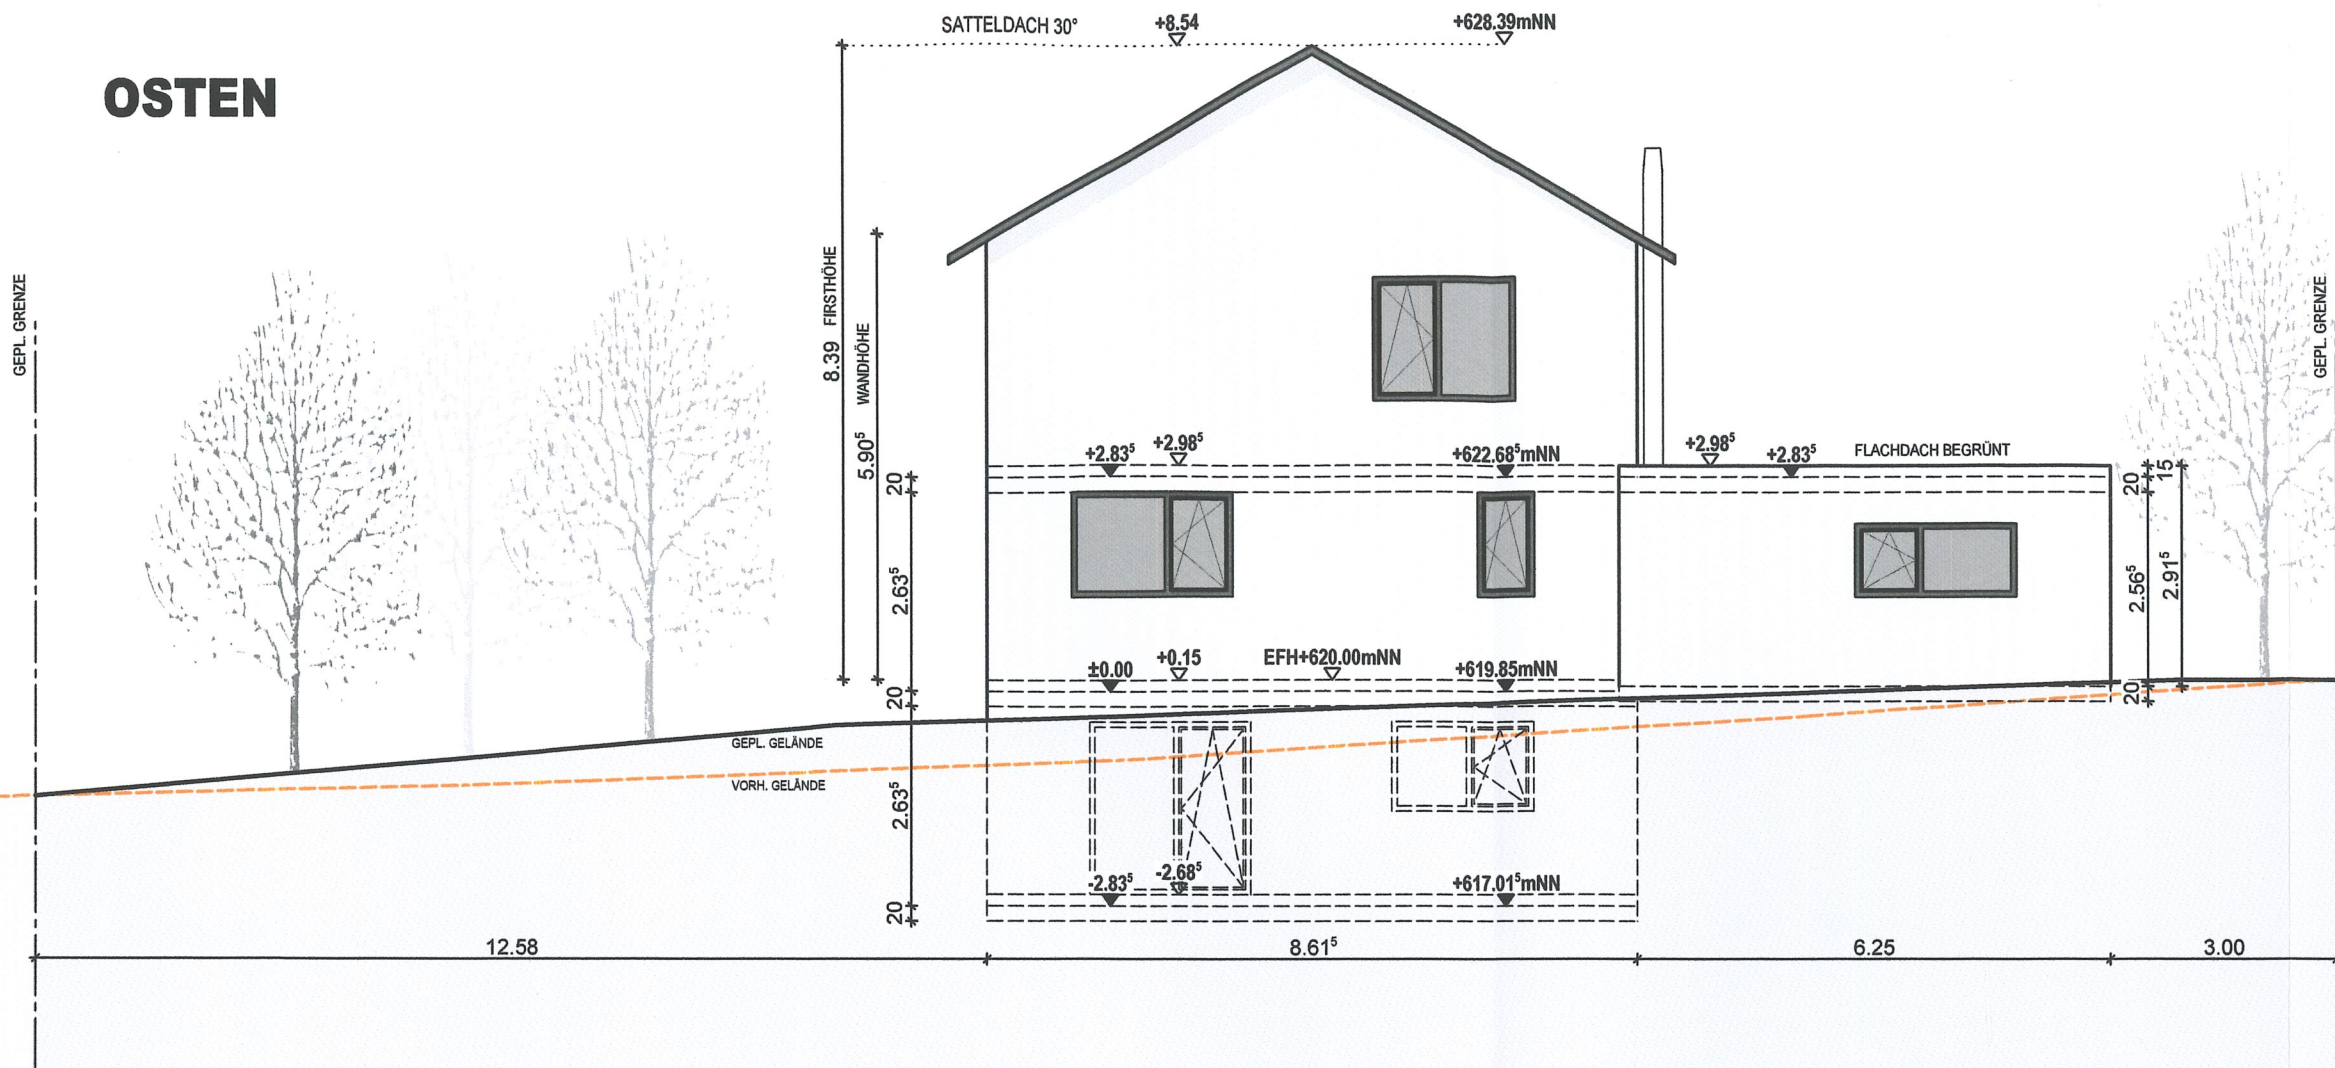 SATTELDACH 30°
+8.54
+628.39mNN
OSTEN
GEPL. GRENZE
8.39 FIRSTHÖHE
5.90⁵ WANDHÖHE
GEPL. GRENZE
+2.83⁵
+2.98⁵
+622.68⁵mNN
+2.98⁵
+2.83⁵
FLACHDACH BEGRÜNT
20
20
15
2.63⁵
2.56⁵
2.91⁵
±0.00
+0.15
EFH+620.00mNN
+619.85mNN
20
20
GEPL. GELÄNDE
VORH. GELÄNDE
2.63⁵
-2.83⁵
-2.68⁵
+617.01⁵mNN
20
12.58
8.61⁵
6.25
3.00